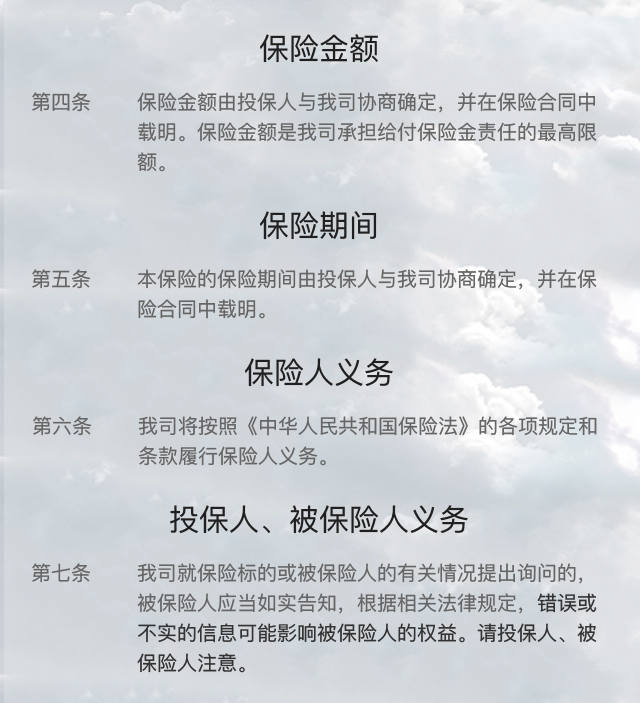 保险金额
第四条 保险金额由投保人与我司协商确定，并在保险合同中
载明。保险金额是我司承担给付保险金责任的最高限
额。
保险期间
第五条 本保险的保险期间由投保人与我司协商确定，并在保
险合同中载明。
保险人义务
第六条 我司将按照《中华人民共和国保险法》的各项规定和
条款履行保险人义务。
投保人、被保险人义务
第七条 我司就保险标的或被保险人的有关情况提出询问的，
被保险人应当如实告知，根据相关法律规定，错误或
不实的信息可能影响被保险人的权益。请投保人、被
保险人注意。